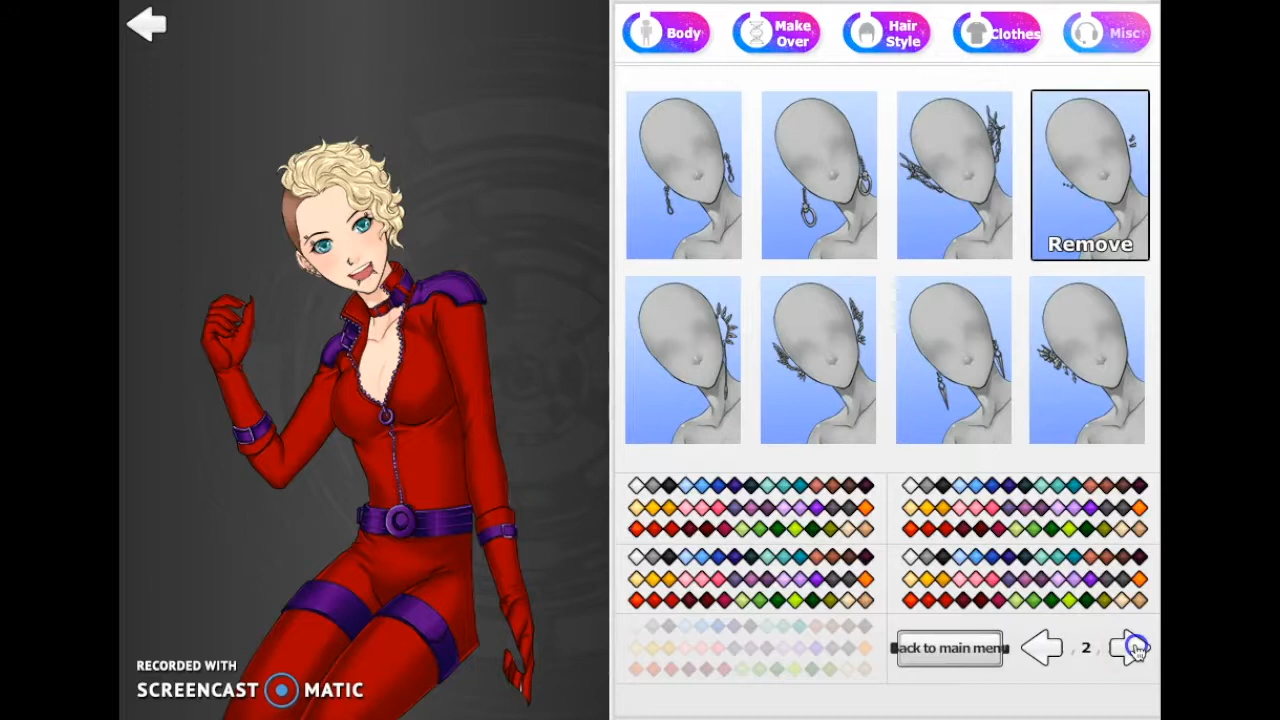 Body
Make
Over
Hair
Style
Clothes
Misc
Remove
ack to main men
, 2 ,
RECORDED WITH
SCREENCAST MATIC